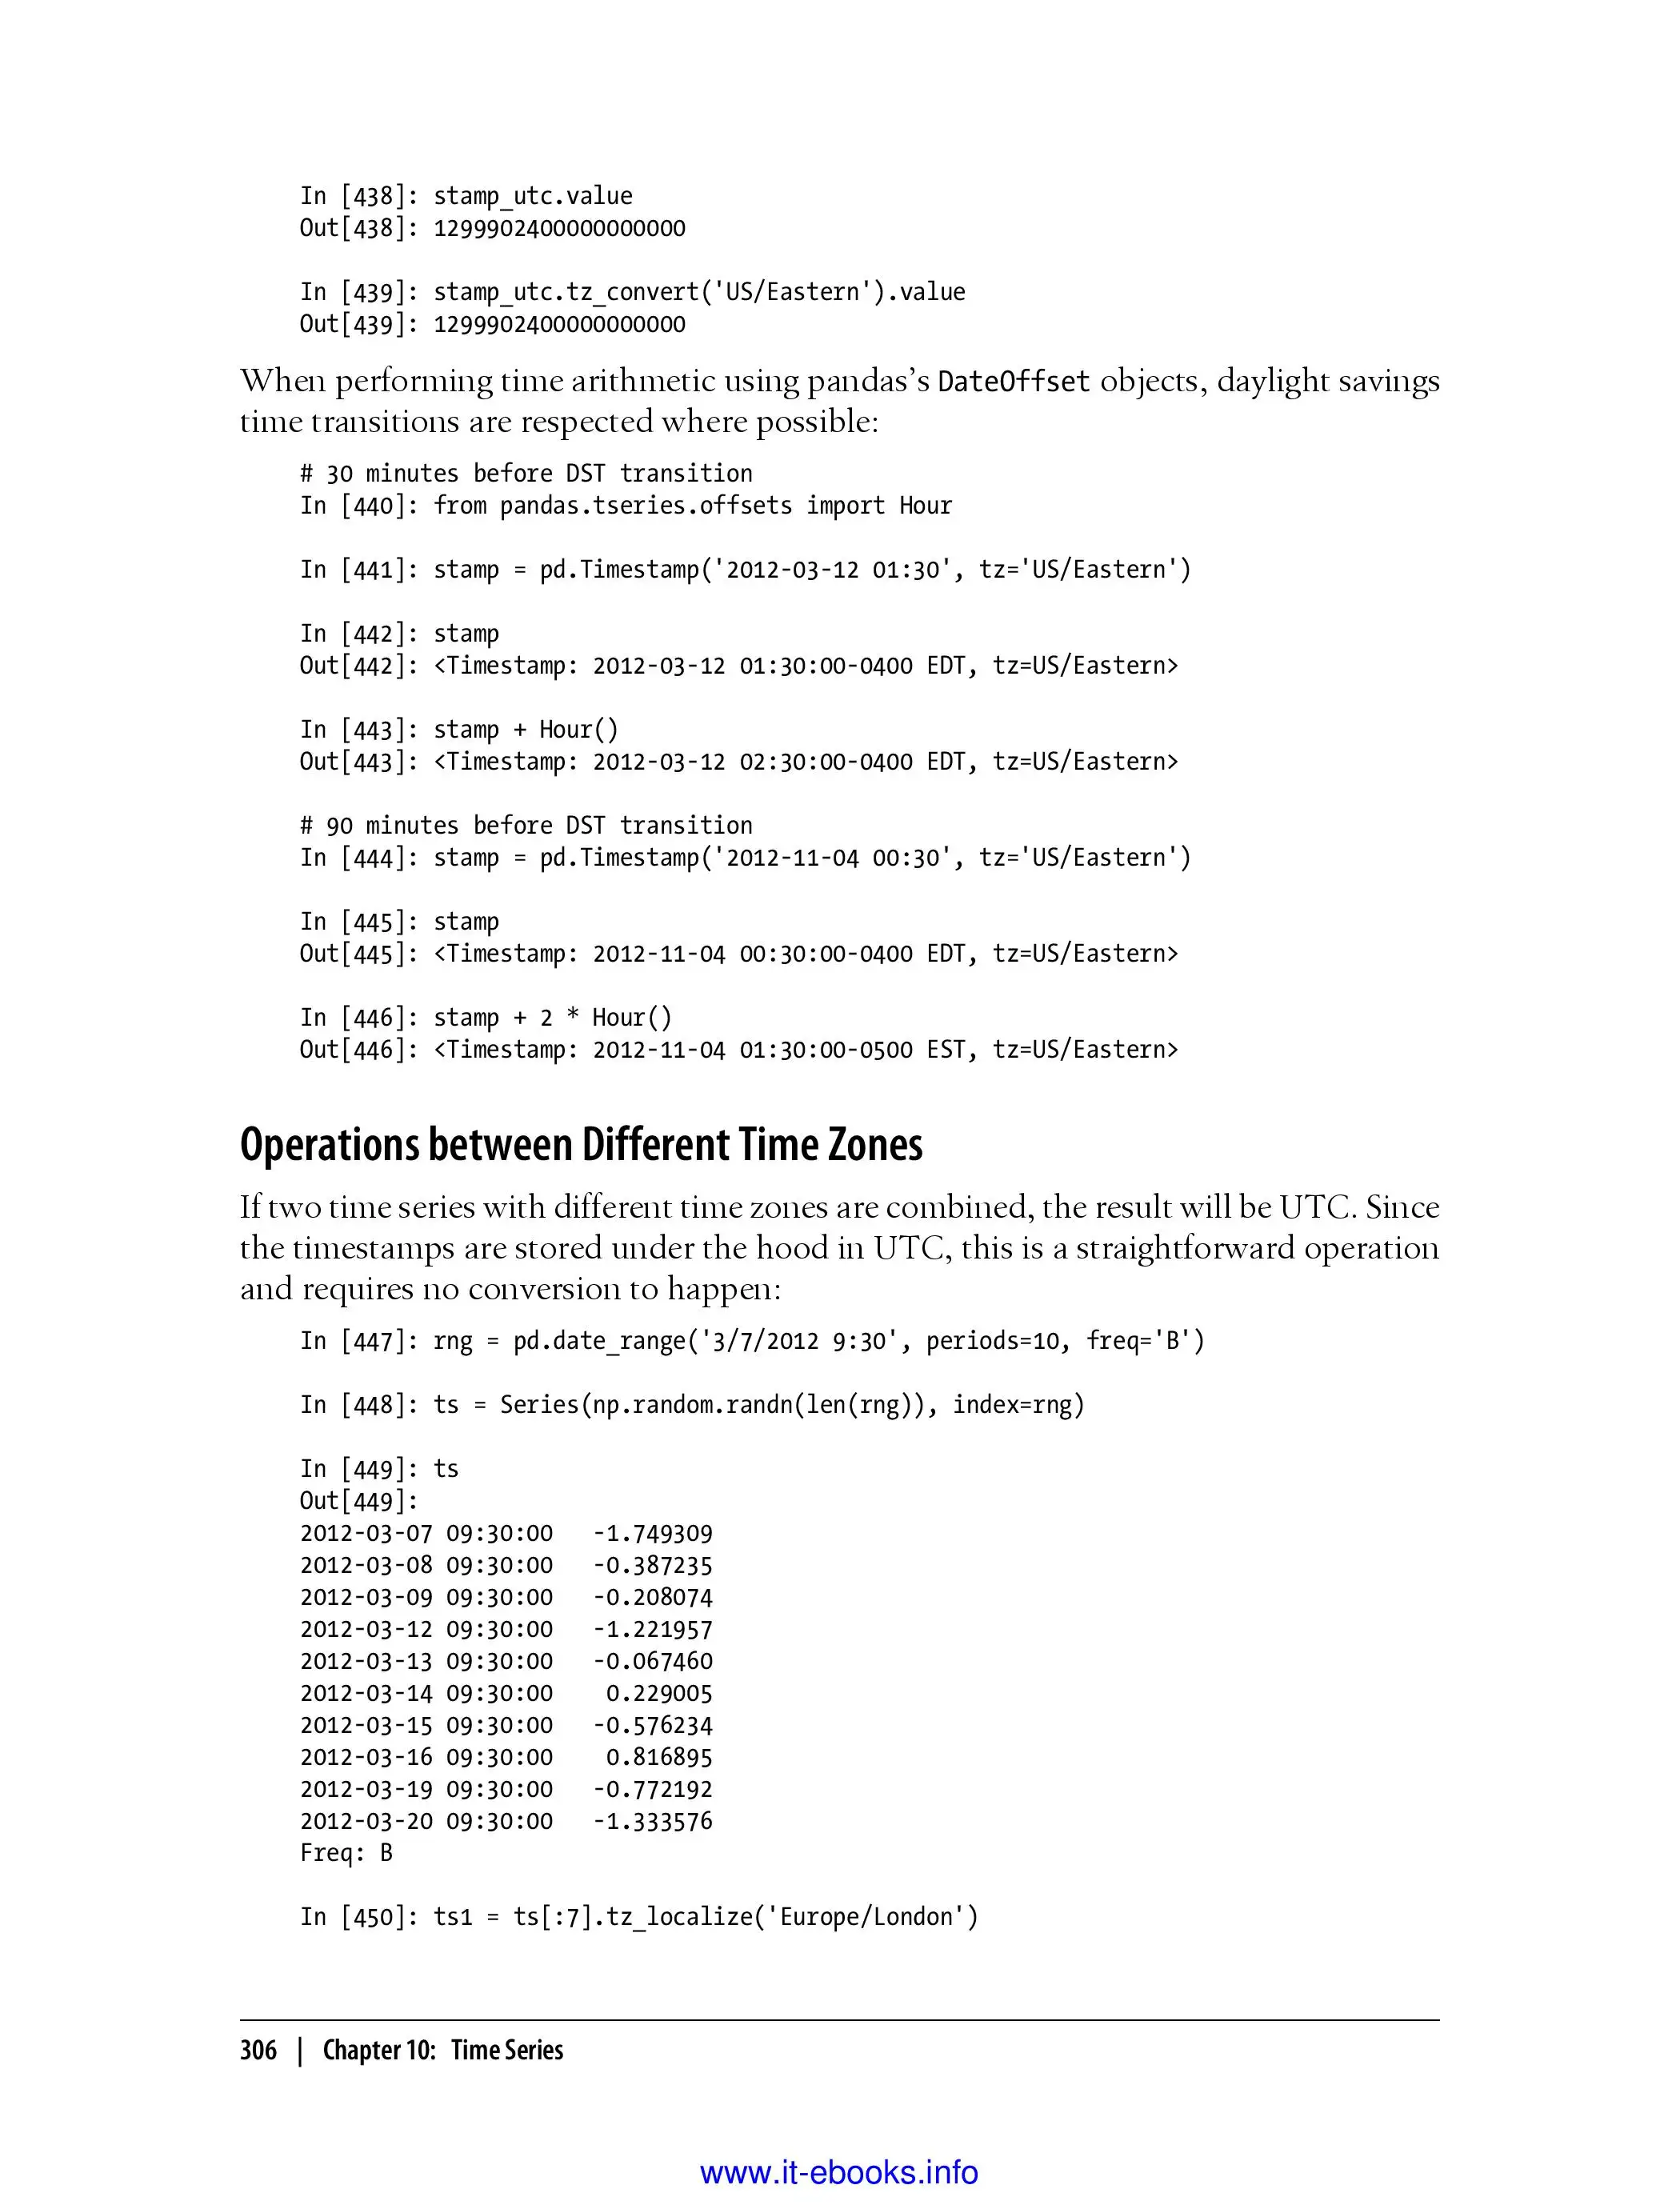 In [438]: stamp_utc.value
Out[438]: 1299902400000000000
In [439]: stamp_utc.tz_convert('US/Eastern').value
Out[439]: 1299902400000000000
When performing time arithmetic using pandas’s DateOffset objects, daylight savings
time transitions are respected where possible:
# 30 minutes before DST transition
In [440]: from pandas.tseries.offsets import Hour
In [441]: stamp = pd.Timestamp('2012-03-12 01:30', tz='US/Eastern')
In [442]: stamp
Out[442]: <Timestamp: 2012-03-12 01:30:00-0400 EDT, tz=US/Eastern>
In [443]: stamp + Hour()
Out[443]: <Timestamp: 2012-03-12 02:30:00-0400 EDT, tz=US/Eastern>
# 90 minutes before DST transition
In [444]: stamp = pd.Timestamp('2012-11-04 00:30', tz='US/Eastern')
In [445]: stamp
Out[445]: <Timestamp: 2012-11-04 00:30:00-0400 EDT, tz=US/Eastern>
In [446]: stamp + 2 * Hour()
Out[446]: <Timestamp: 2012-11-04 01:30:00-0500 EST, tz=US/Eastern>
Operations between Different Time Zones
If two time series with different time zones are combined, the result will be UTC. Since
the timestamps are stored under the hood in UTC, this is a straightforward operation
and requires no conversion to happen:
In [447]: rng = pd.date_range('3/7/2012 9:30', periods=10, freq='B')
In [448]: ts = Series(np.random.randn(len(rng)), index=rng)
In [449]: ts
Out[449]:
2012-03-07 09:30:00   -1.749309
2012-03-08 09:30:00   -0.387235
2012-03-09 09:30:00   -0.208074
2012-03-12 09:30:00   -1.221957
2012-03-13 09:30:00   -0.067460
2012-03-14 09:30:00    0.229005
2012-03-15 09:30:00   -0.576234
2012-03-16 09:30:00    0.816895
2012-03-19 09:30:00   -0.772192
2012-03-20 09:30:00   -1.333576
Freq: B
In [450]: ts1 = ts[:7].tz_localize('Europe/London')
306 | Chapter 10: Time Series
www.it-ebooks.info